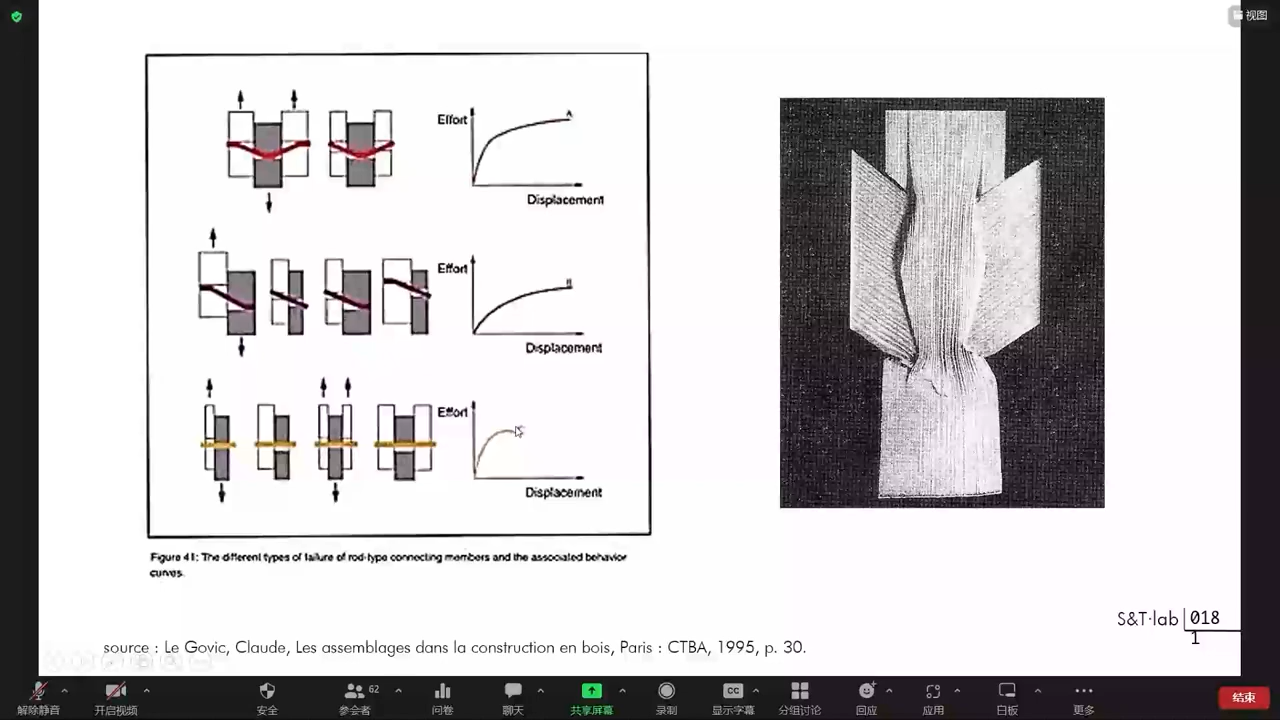 视图
Effort
A
Displacement
Effort
B
Displacement
Effort
Displacement
Figure 41: The different types of failure of rod-type connecting members and the associated behavior
curves.
S&T·lab 018
1
source : Le Govic, Claude, Les assemblages dans la construction en bois, Paris : CTBA, 1995, p. 30.
62
CC
解除静音 开启视频 安全 参会者 问卷 聊天 共享屏幕 录制 显示字幕 分组讨论 回应 应用 白板 更多 结束